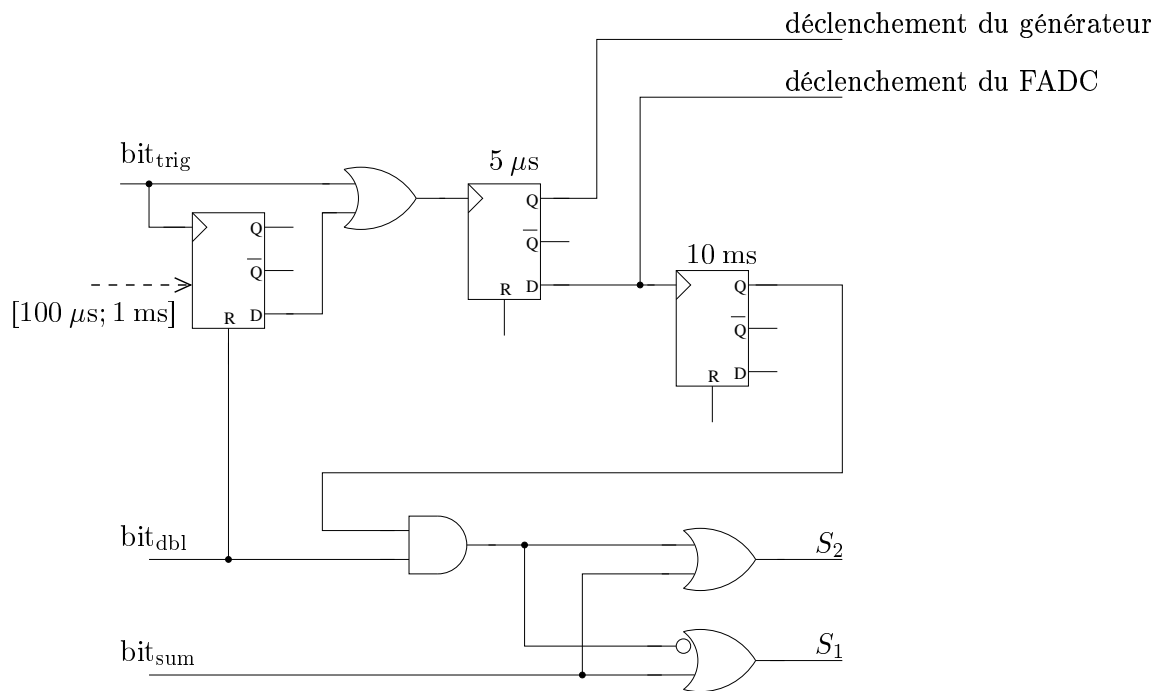 déclenchement du générateur
déclenchement du FADC
bit_trig
5 μs
Q
Q̅
R D
[100 μs; 1 ms]
Q
Q̅
R D
10 ms
Q
Q̅
R D
bit_dbl
S_2
bit_sum
S_1